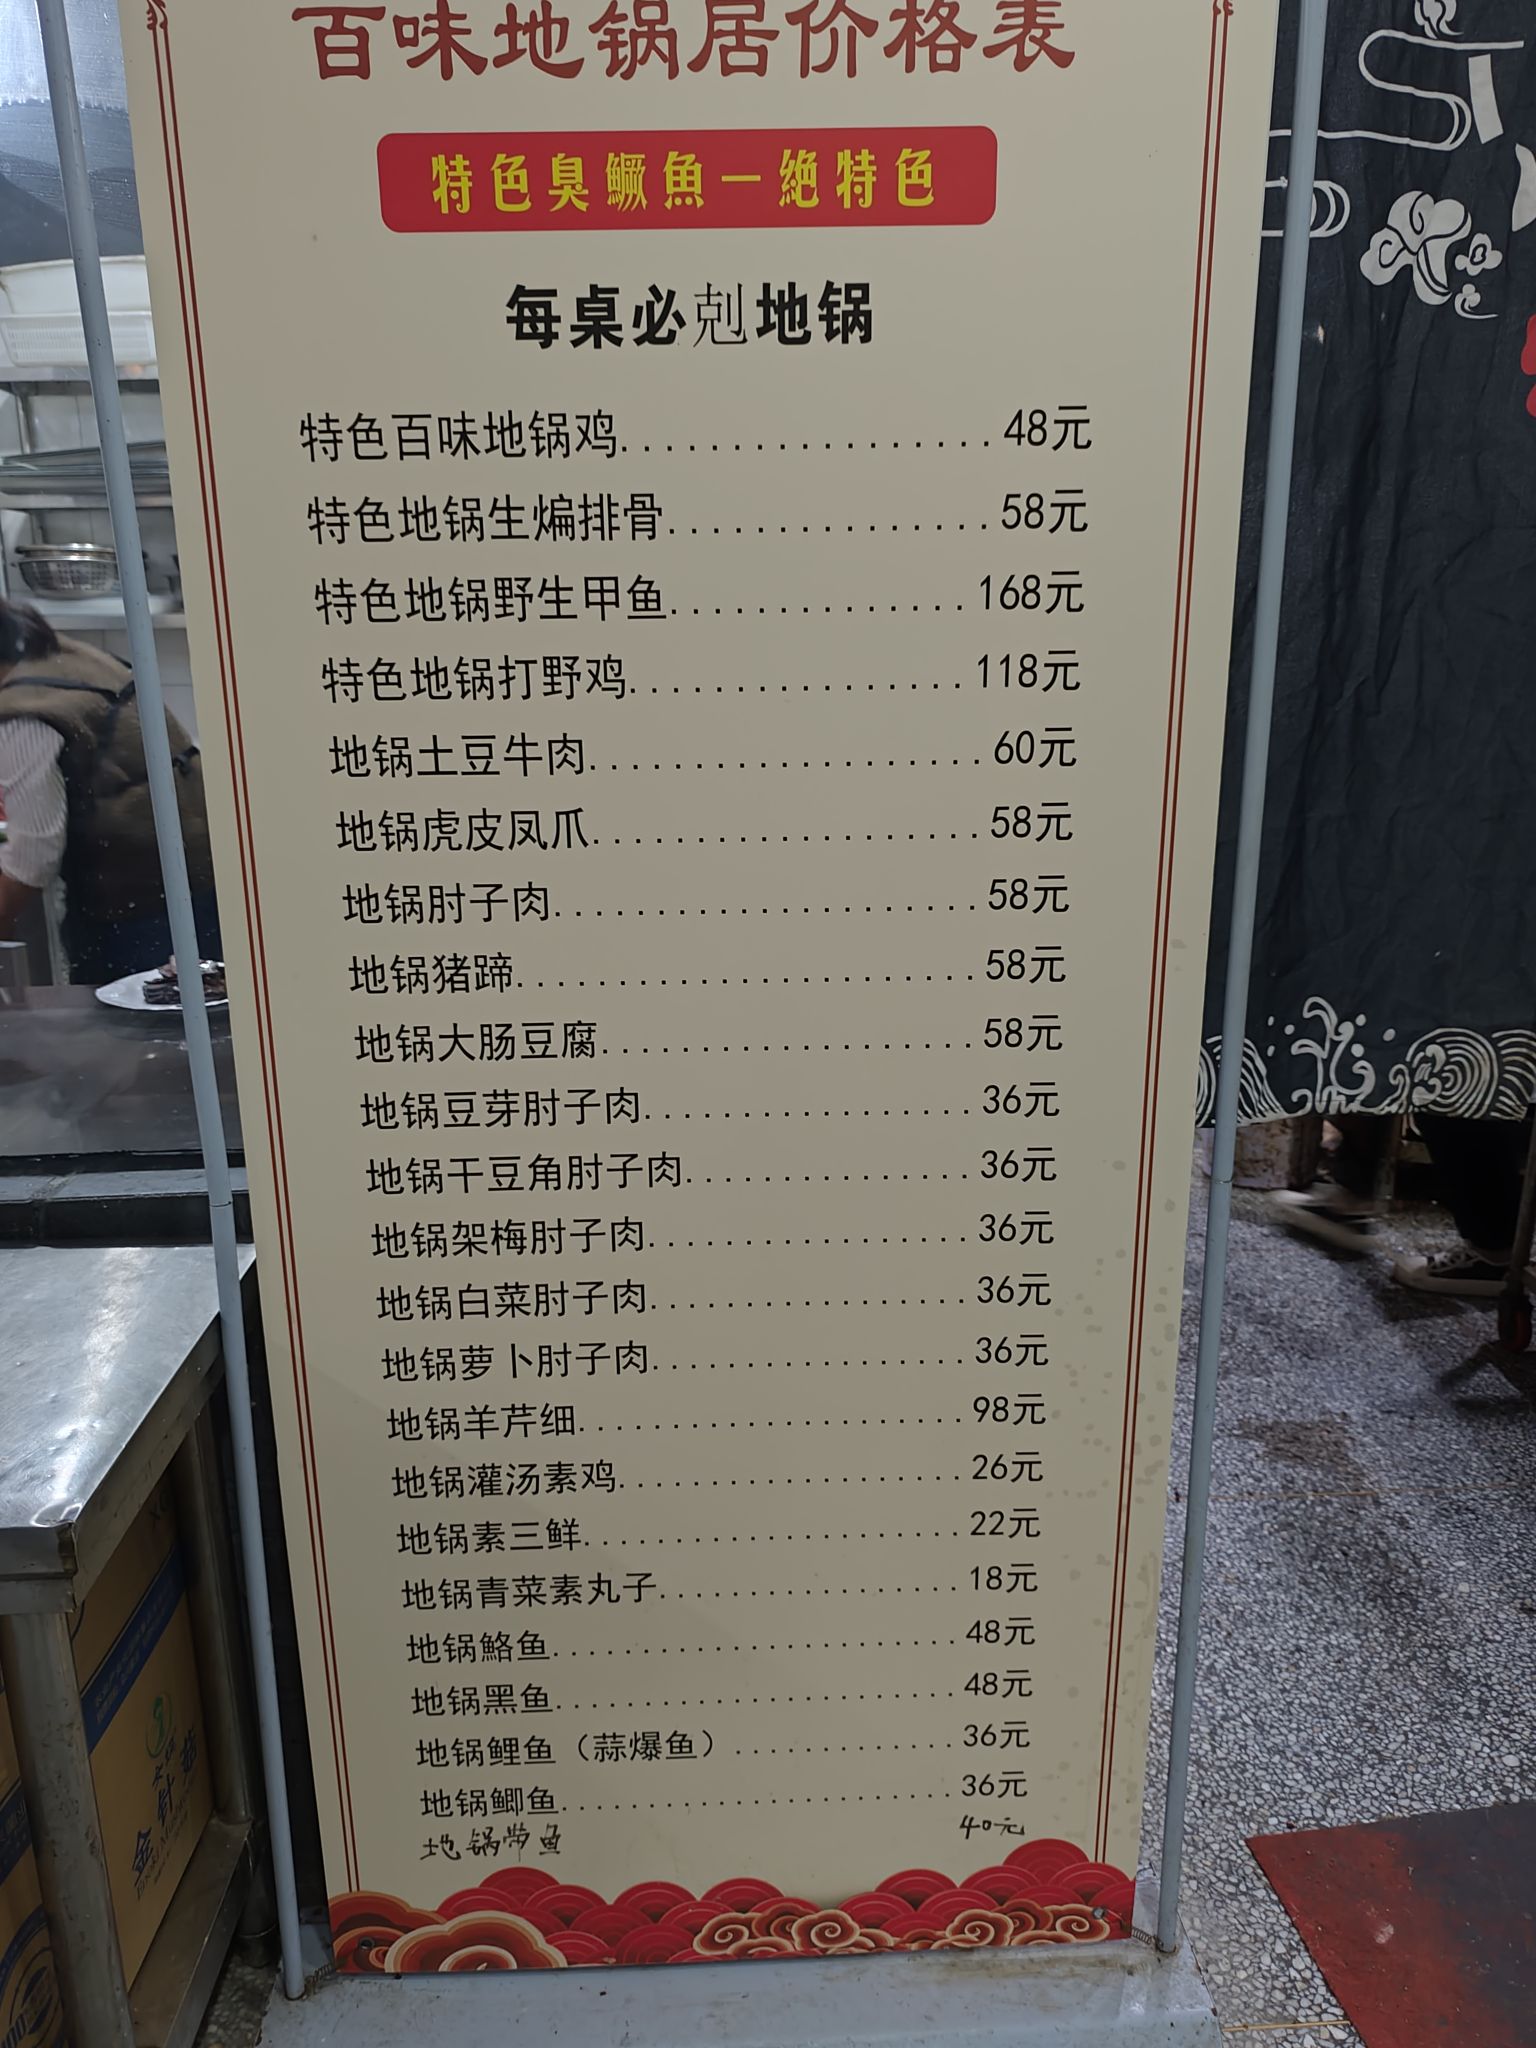 百味地锅居价格表
特色臭鳜魚一絶特色
每桌必剋地锅
特色百味地锅鸡..................48元
特色地锅生煸排骨................58元
特色地锅野生甲鱼...............168元
特色地锅打野鸡.................118元
地锅土豆牛肉...................60元
地锅虎皮凤爪...................58元
地锅肘子肉.....................58元
地锅猪蹄.......................58元
地锅大肠豆腐...................58元
地锅豆芽肘子肉.................36元
地锅干豆角肘子肉...............36元
地锅架梅肘子肉.................36元
地锅白菜肘子肉.................36元
地锅萝卜肘子肉.................36元
地锅羊芹细.....................98元
地锅灌汤素鸡...................26元
地锅素三鲜.....................22元
地锅青菜素丸子.................18元
地锅鮥鱼.......................48元
地锅黑鱼.......................48元
地锅鲤鱼（蒜爆鱼）.............36元
地锅鲫鱼.......................36元
地锅带鱼 40元
金针菇